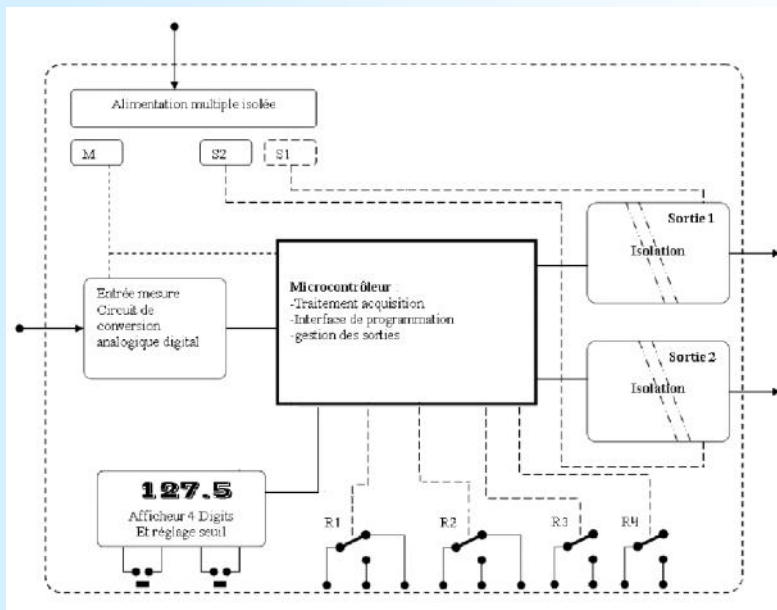 Alimentation multiple isolée
M
S2
S1
Sortie 1
Isolation
Entrée mesure
Circuit de
conversion
analogique digital
Microcontrôleur :
-Traitement acquisition
-Interface de programmation
-gestion des sorties
Sortie 2
Isolation
127.5
Afficheur 4 Digits
Et réglage seuil
R1
R2
R3
R4